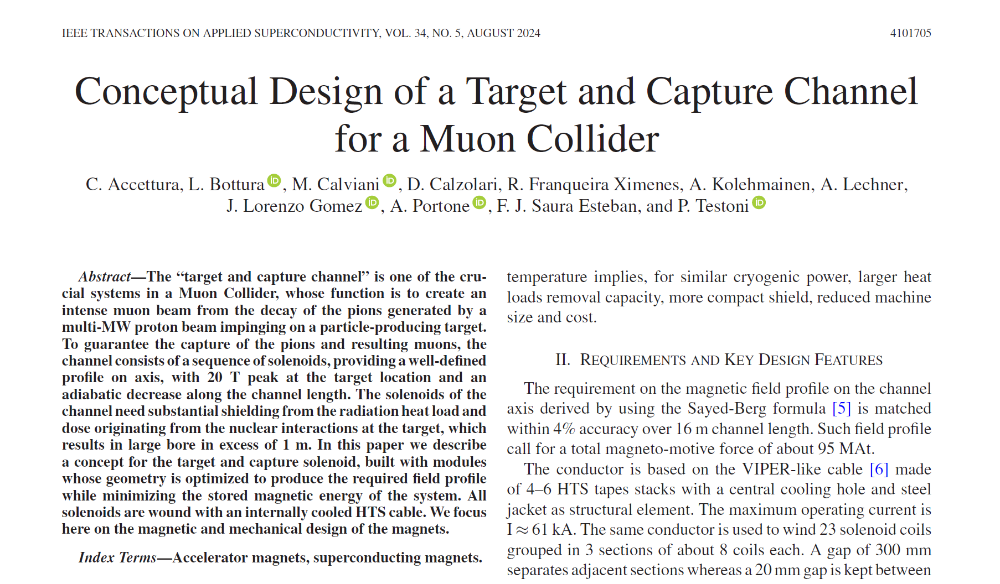 IEEE TRANSACTIONS ON APPLIED SUPERCONDUCTIVITY, VOL. 34, NO. 5, AUGUST 2024
4101705
Conceptual Design of a Target and Capture Channel
for a Muon Collider
C. Accettura, L. Bottura iD, M. Calviani iD, D. Calzolari, R. Franqueira Ximenes, A. Kolehmainen, A. Lechner,
J. Lorenzo Gomez iD, A. Portone iD, F. J. Saura Esteban, and P. Testoni iD
Abstract—The “target and capture channel” is one of the cru-
cial systems in a Muon Collider, whose function is to create an
intense muon beam from the decay of the pions generated by a
multi-MW proton beam impinging on a particle-producing target.
To guarantee the capture of the pions and resulting muons, the
channel consists of a sequence of solenoids, providing a well-defined
profile on axis, with 20 T peak at the target location and an
adiabatic decrease along the channel length. The solenoids of the
channel need substantial shielding from the radiation heat load and
dose originating from the nuclear interactions at the target, which
results in large bore in excess of 1 m. In this paper we describe
a concept for the target and capture solenoid, built with modules
whose geometry is optimized to produce the required field profile
while minimizing the stored magnetic energy of the system. All
solenoids are wound with an internally cooled HTS cable. We focus
here on the magnetic and mechanical design of the magnets.
Index Terms—Accelerator magnets, superconducting magnets.
temperature implies, for similar cryogenic power, larger heat
loads removal capacity, more compact shield, reduced machine
size and cost.
II. REQUIREMENTS AND KEY DESIGN FEATURES
The requirement on the magnetic field profile on the channel
axis derived by using the Sayed-Berg formula [5] is matched
within 4% accuracy over 16 m channel length. Such field profile
call for a total magneto-motive force of about 95 MAt.
The conductor is based on the VIPER-like cable [6] made
of 4–6 HTS tapes stacks with a central cooling hole and steel
jacket as structural element. The maximum operating current is
I ≈ 61 kA. The same conductor is used to wind 23 solenoid coils
grouped in 3 sections of about 8 coils each. A gap of 300 mm
separates adjacent sections whereas a 20 mm gap is kept between